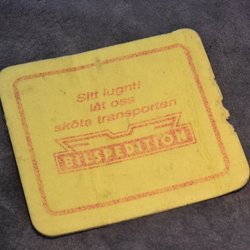 Sitt lugnt!
låt oss
sköta transporten
BILSPEDITION